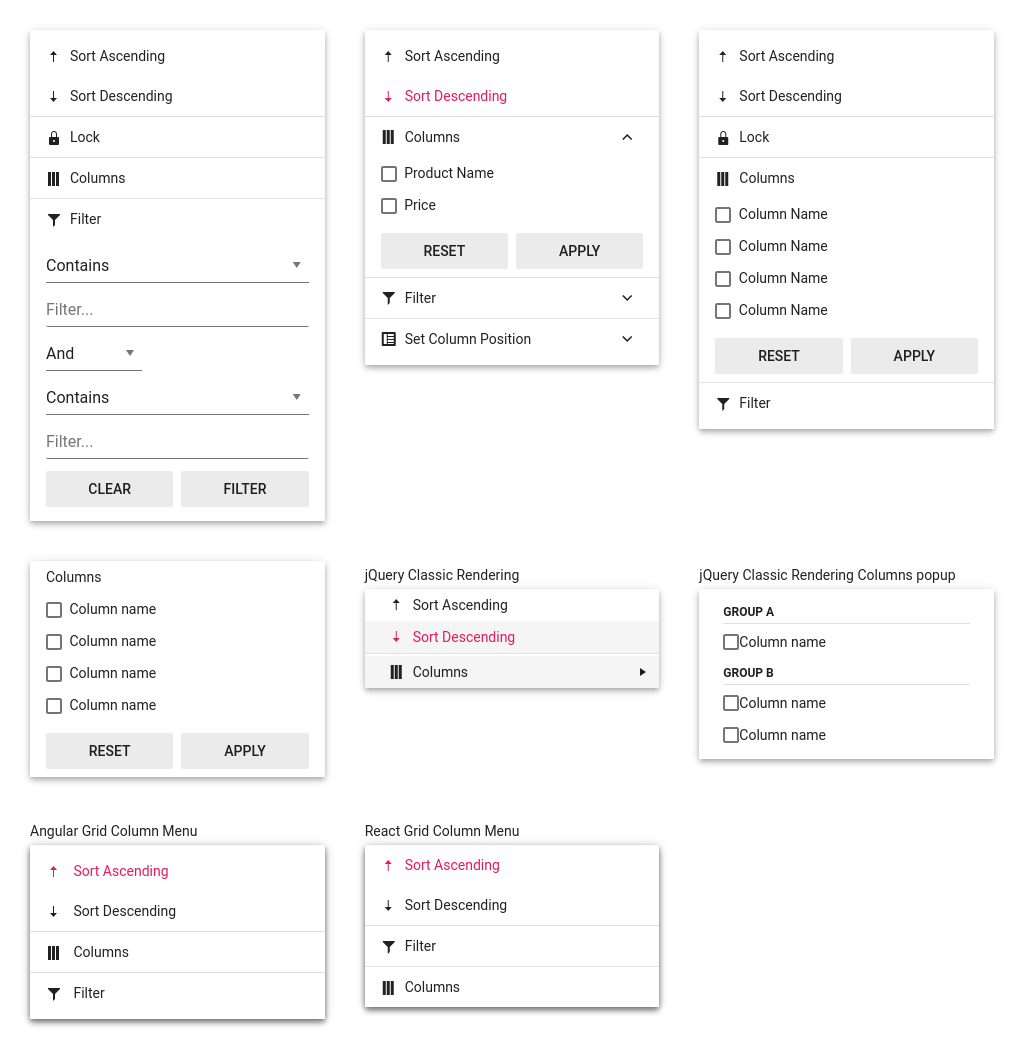 Sort Ascending
Sort Descending
Lock
Columns
Filter
Contains
Filter...
And
Contains
Filter...
CLEAR FILTER
Sort Ascending
Sort Descending
Columns
Product Name
Price
RESET APPLY
Filter
Set Column Position
Sort Ascending
Sort Descending
Lock
Columns
Column Name
Column Name
Column Name
Column Name
RESET APPLY
Filter
Columns
Column name
Column name
Column name
Column name
RESET APPLY
jQuery Classic Rendering
Sort Ascending
Sort Descending
Columns
jQuery Classic Rendering Columns popup
GROUP A
Column name
GROUP B
Column name
Column name
Angular Grid Column Menu
Sort Ascending
Sort Descending
Columns
Filter
React Grid Column Menu
Sort Ascending
Sort Descending
Filter
Columns